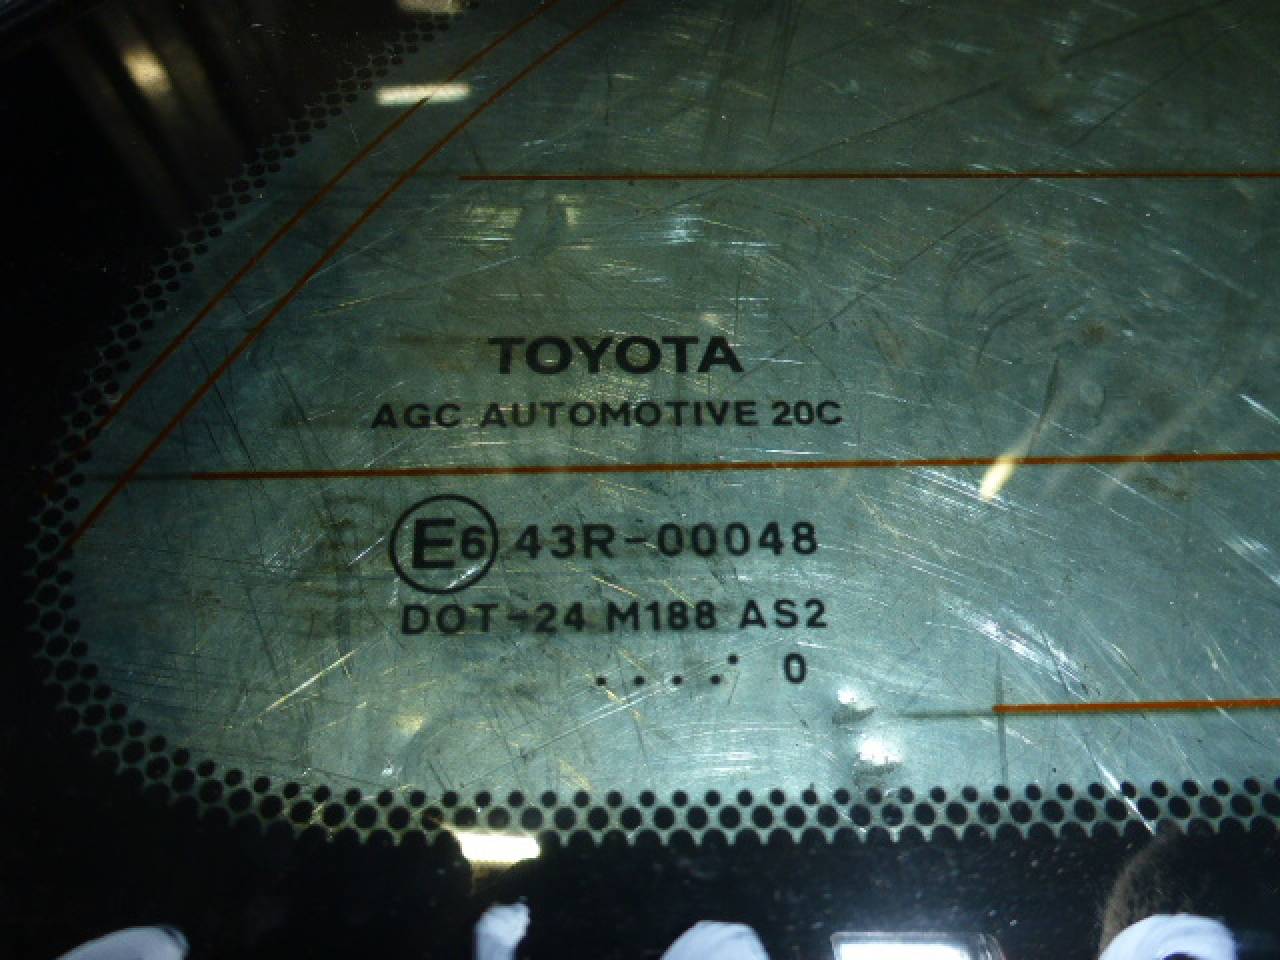 TOYOTA
AGC AUTOMOTIVE 20C
E6 43R-00048
DOT-24 M188 AS2
.....  0